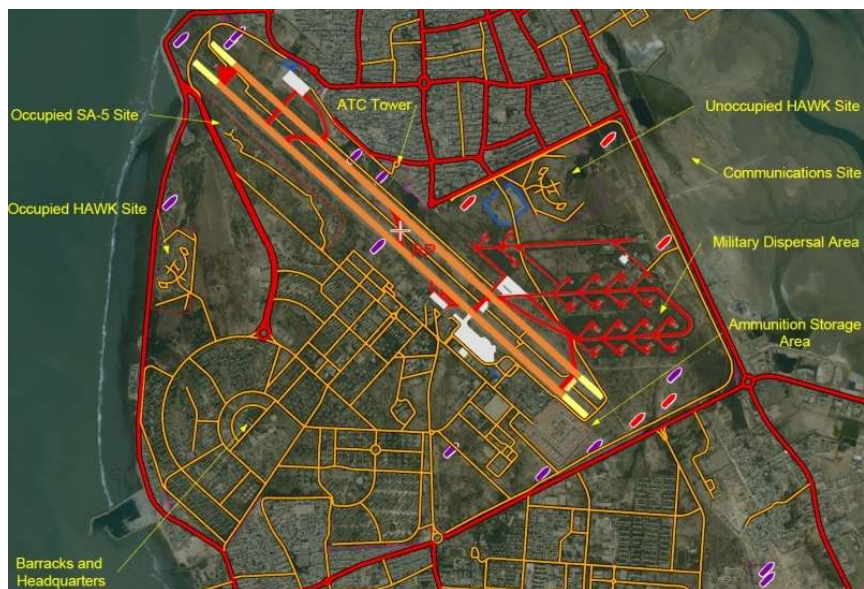 ATC Tower
Unoccupied HAWK Site
Occupied SA-5 Site
Communications Site
Occupied HAWK Site
Military Dispersal Area
Ammunition Storage
Area
Barracks and
Headquarters